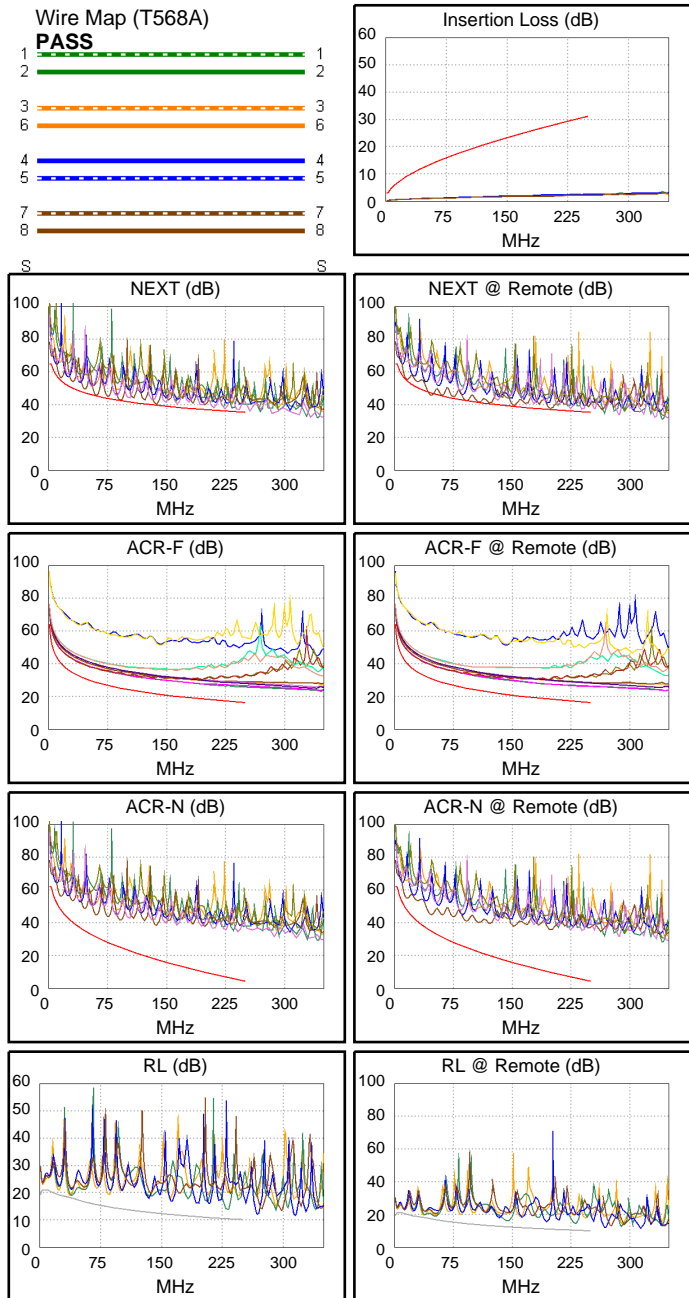 Wire Map (T568A)
PASS
1 1
2 2
3 3
6 6
4 4
5 5
7 7
8 8
S S
Insertion Loss (dB)
60
50
40
30
20
10
0
0 75 150 225 300
MHz
NEXT (dB)
100
80
60
40
20
0
0 75 150 225 300
MHz
NEXT @ Remote (dB)
100
80
60
40
20
0
0 75 150 225 300
MHz
ACR-F (dB)
100
80
60
40
20
0
0 75 150 225 300
MHz
ACR-F @ Remote (dB)
100
80
60
40
20
0
0 75 150 225 300
MHz
ACR-N (dB)
100
80
60
40
20
0
0 75 150 225 300
MHz
ACR-N @ Remote (dB)
100
80
60
40
20
0
0 75 150 225 300
MHz
RL (dB)
60
50
40
30
20
10
0
0 75 150 225 300
MHz
RL @ Remote (dB)
100
80
60
40
20
0
0 75 150 225 300
MHz